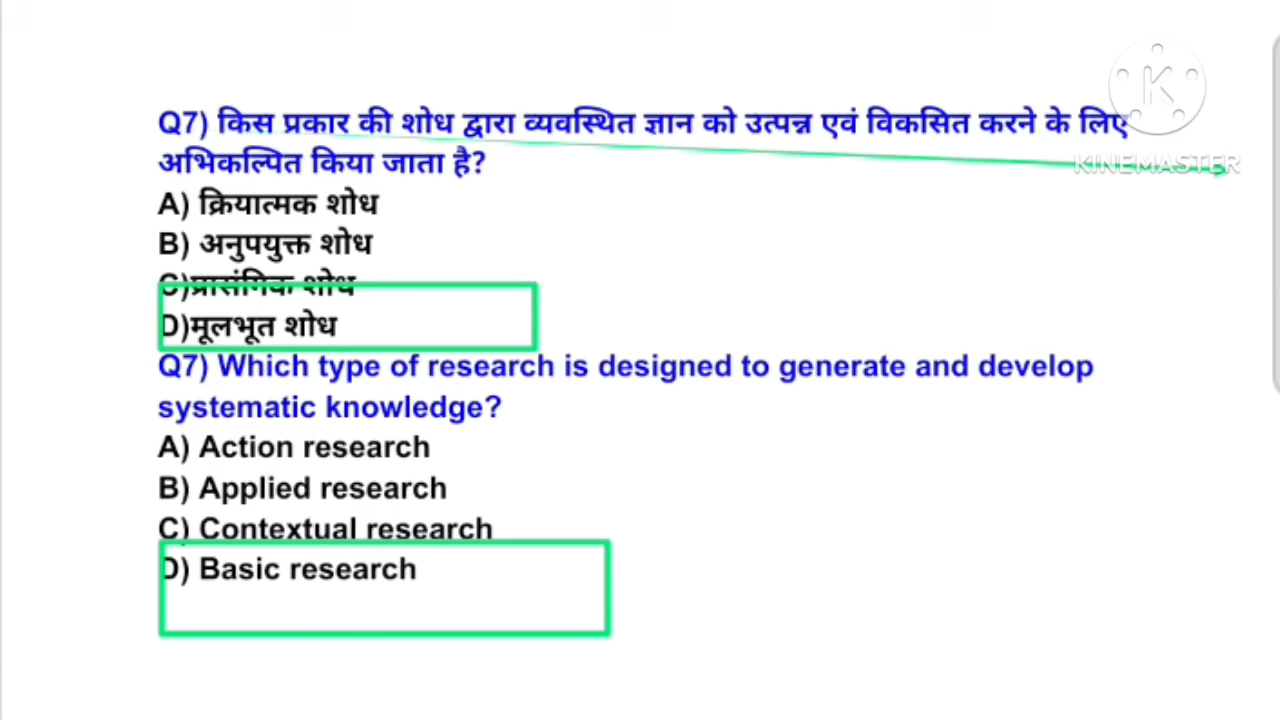 Q7) किस प्रकार की शोध द्वारा व्यवस्थित ज्ञान को उत्पन्न एवं विकसित करने के लिए
KINEMASTER
अभिकल्पित किया जाता है?
A) क्रियात्मक शोध
B) अनुपयुक्त शोध
C)प्रासंगिक शोध
D)मूलभूत शोध
Q7) Which type of research is designed to generate and develop
systematic knowledge?
A) Action research
B) Applied research
C) Contextual research
D) Basic research